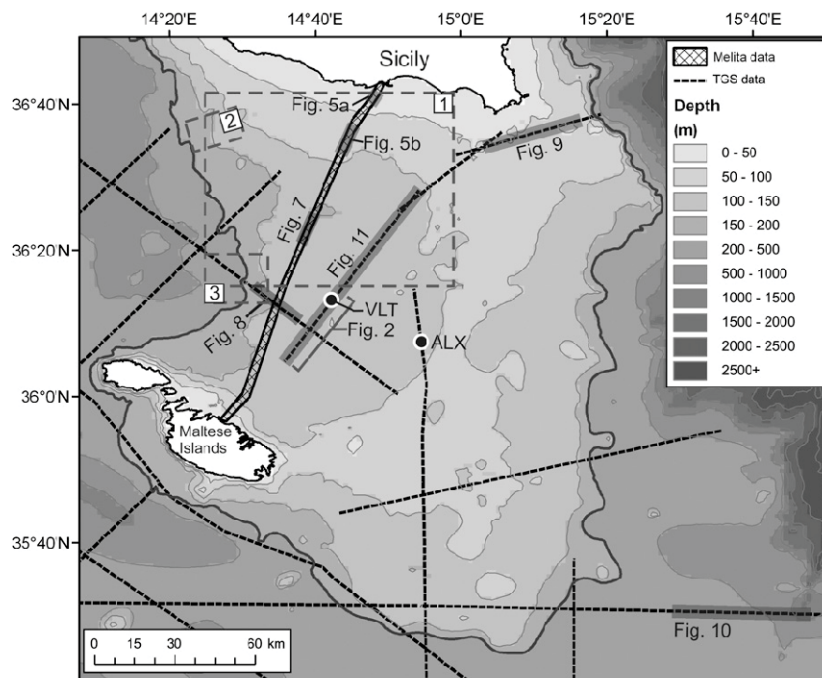 14°20'E
14°40'E
15°0'E
15°20'E
15°40'E
Sicily
Melita data
TGS data
Depth
(m)
0 - 50
50 - 100
100 - 150
150 - 200
200 - 500
500 - 1000
1000 - 1500
1500 - 2000
2000 - 2500
2500+
36°40'N
36°20'N
36°0'N
35°40'N
Fig. 5a
1
2
Fig. 5b
Fig. 9
Fig. 7
Fig. 11
3
VLT
Fig. 8
Fig. 2
ALX
Maltese
Islands
Fig. 10
0 15 30 60 km